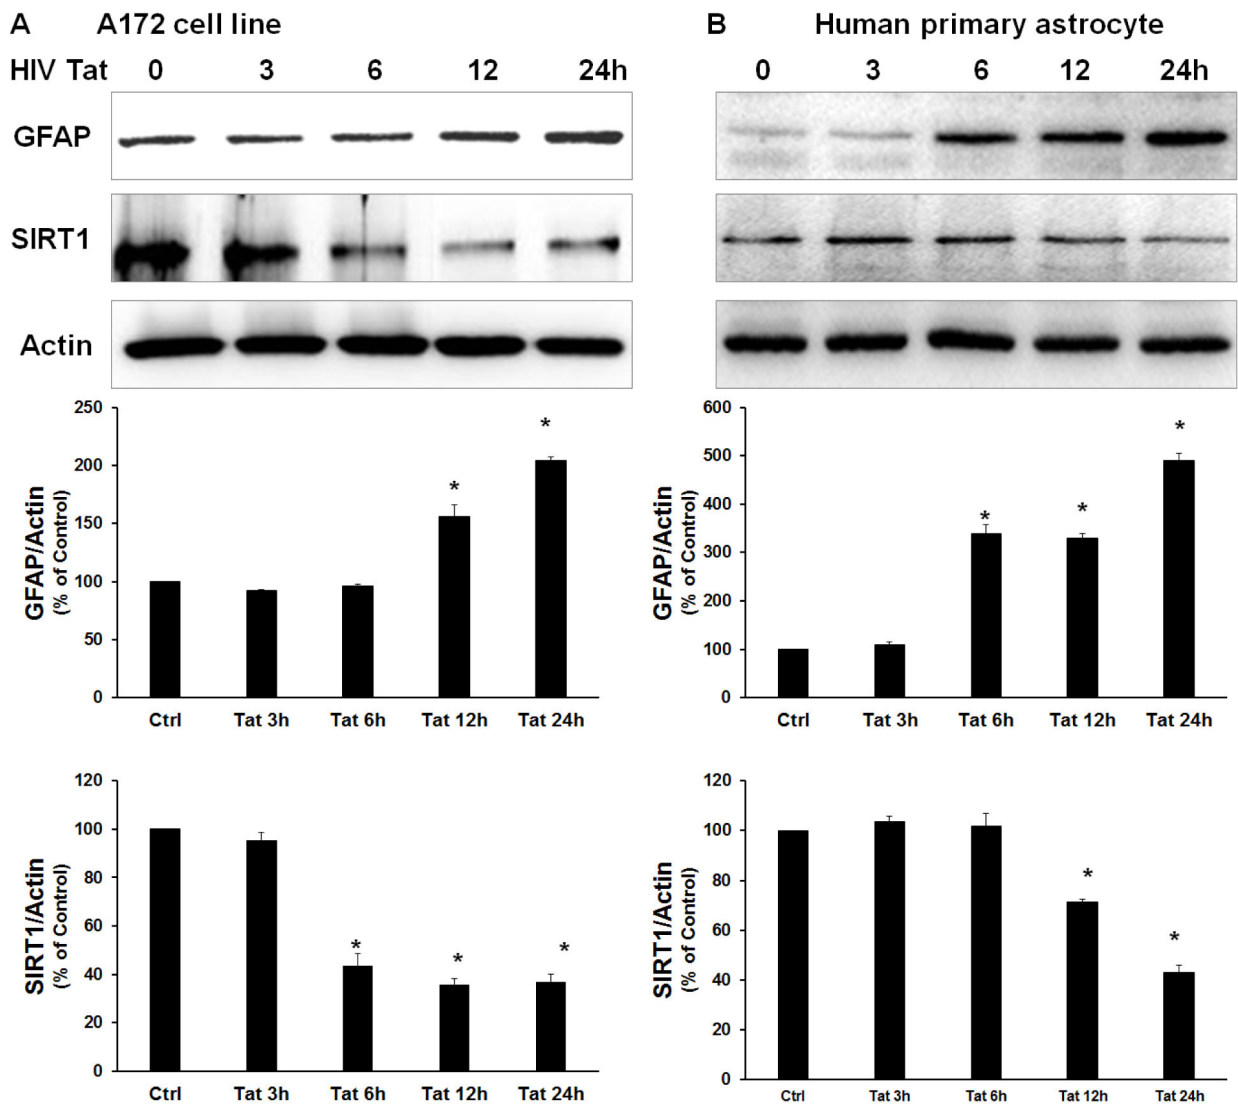 A A172 cell line
HIV Tat 0 3 6 12 24h
GFAP
SIRT1
Actin
250
200
150
100
50
0
GFAP/Actin
(% of Control)
*
*
Ctrl Tat 3h Tat 6h Tat 12h Tat 24h
120
100
80
60
40
20
0
SIRT1/Actin
(% of Control)
*
*
*
Ctrl Tat 3h Tat 6h Tat 12h Tat 24h
B Human primary astrocyte
0 3 6 12 24h
600
500
400
300
200
100
0
GFAP/Actin
(% of Control)
*
*
*
Ctrl Tat 3h Tat 6h Tat 12h Tat 24h
120
100
80
60
40
20
0
SIRT1/Actin
(% of Control)
*
*
Ctrl Tat 3h Tat 6h Tat 12h Tat 24h